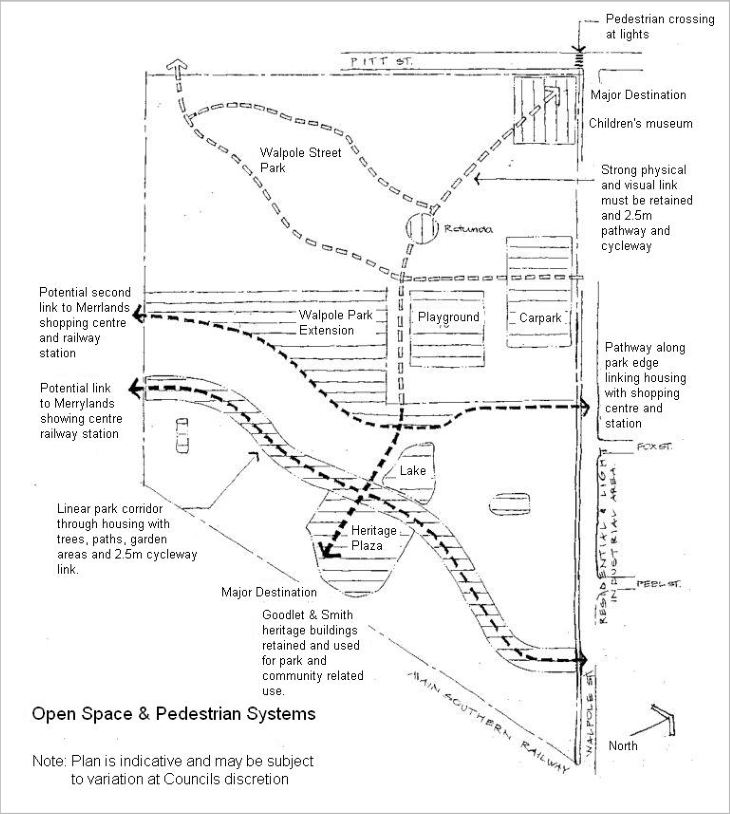 Pedestrian crossing
at lights
PITT ST.
Major Destination
Children's museum
Walpole Street
Park
Strong physical
and visual link
must be retained
and 2.5m
pathway and
cycleway
Rotunda
Potential second
link to Merrlands
shopping centre
and railway
station
Walpole Park
Extension
Playground
Carpark
Pathway along
park edge
linking housing
with shopping
centre and
station
Potential link
to Merrylands
showing centre
railway station
FOX ST.
Lake
RESADENTIAL & LIGHT
INDUSTRIAL AREA.
Linear park corridor
through housing with
trees, paths, garden
areas and 2.5m cycleway
link.
Heritage
Plaza
PEEL ST.
Major Destination
Goodlet & Smith
heritage buildings
retained and used
for park and
community related
use.
MAIN SOUTHERN RAILWAY
WALPOLE ST
North
Open Space & Pedestrian Systems
Note: Plan is indicative and may be subject
to variation at Councils discretion